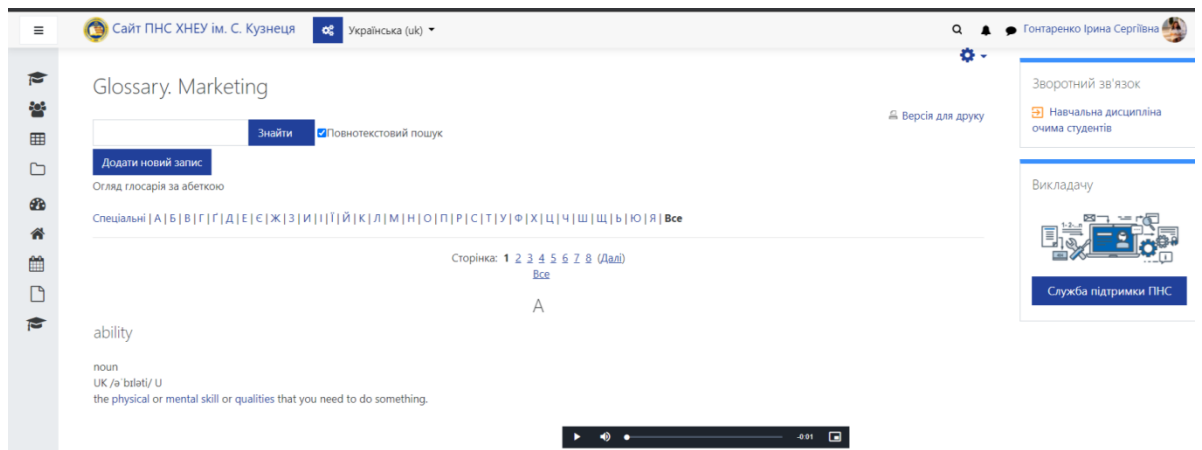 Сайт ПНС ХНЕУ ім. С. Кузнеця Українська (uk) Гонтаренко Ірина Сергіївна
Glossary. Marketing
Версія для друку
Знайти Повнотекстовий пошук
Додати новий запис
Огляд глосарія за абеткою
Спеціальні | А | Б | В | Г | Ґ | Д | Е | Є | Ж | З | И | І | Ї | Й | К | Л | М | Н | О | П | Р | С | Т | У | Ф | Х | Ц | Ч | Ш | Щ | Ь | Ю | Я | Все
Сторінка: 1 2 3 4 5 6 7 8 (Далі)
Все
A
ability
noun
UK /əˈbɪləti/ U
the physical or mental skill or qualities that you need to do something.
-0:01
Зворотний зв'язок
Навчальна дисципліна
очима студентів
Викладачу
Служба підтримки ПНС